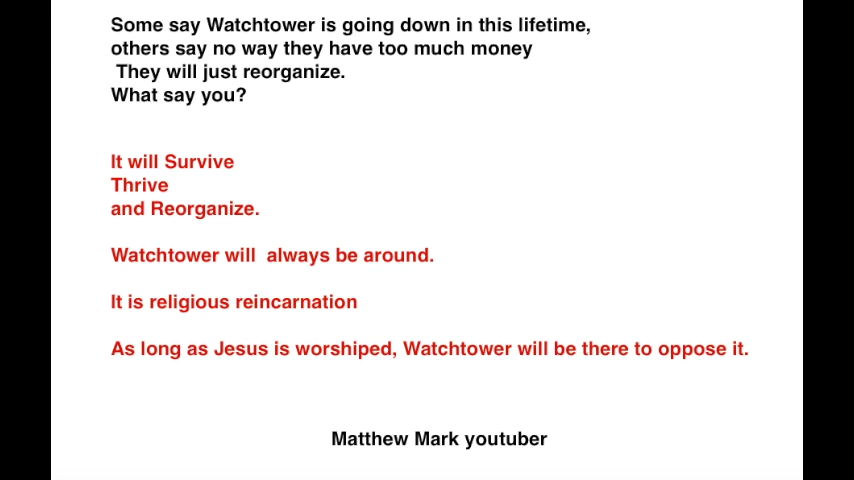 Some say Watchtower is going down in this lifetime,
others say no way they have too much money
They will just reorganize.
What say you?
It will Survive
Thrive
and Reorganize.
Watchtower will  always be around.
It is religious reincarnation
As long as Jesus is worshiped, Watchtower will be there to oppose it.
Matthew Mark youtuber